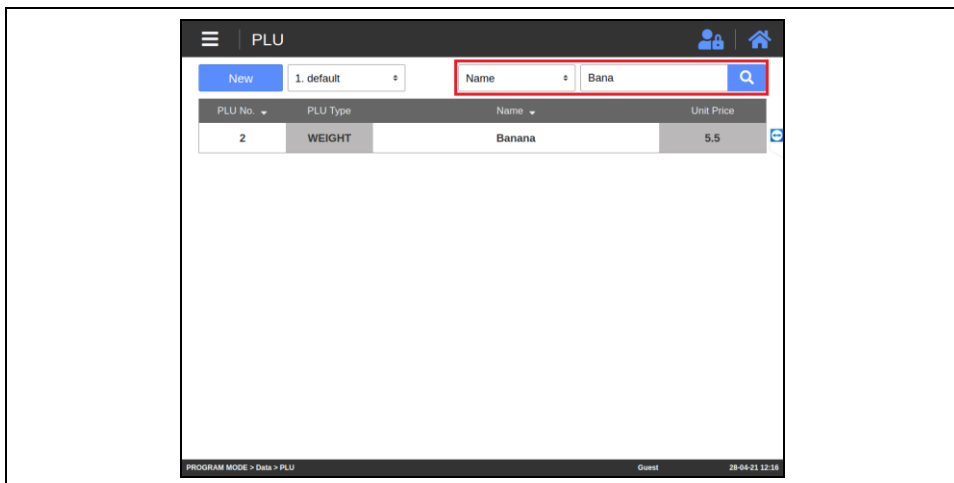 PLU
New 1. default Name Bana
PLU No. PLU Type Name Unit Price
2 WEIGHT Banana 5.5
PROGRAM MODE > Data > PLU Guest 28-04-21 12:16